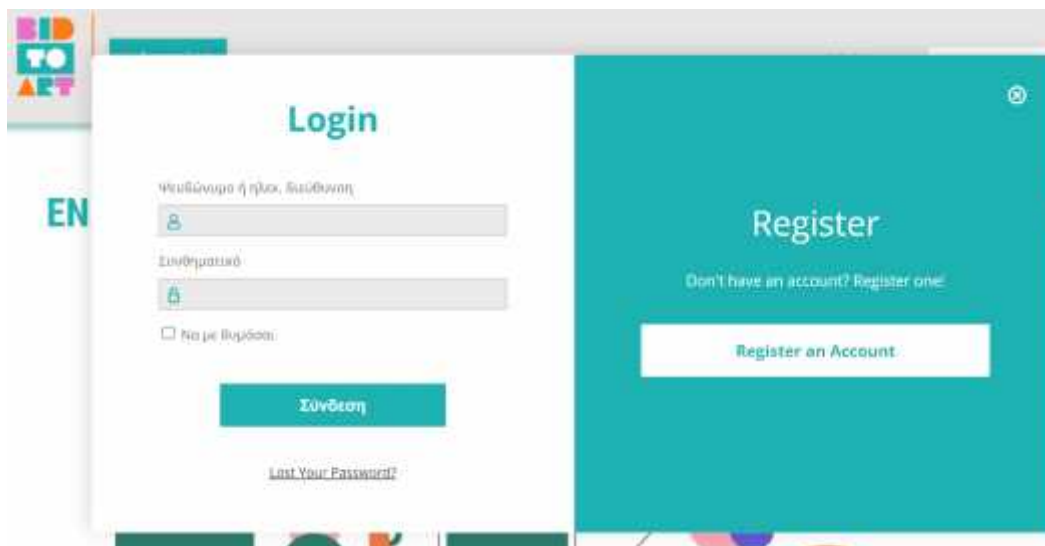 BID
TO
ART
Login
Ψευδώνυμο ή ηλεκ. διεύθυνση
Συνθηματικό
Να με θυμάσαι
Σύνδεση
Lost Your Password?
EN
Register
Don't have an account? Register one!
Register an Account